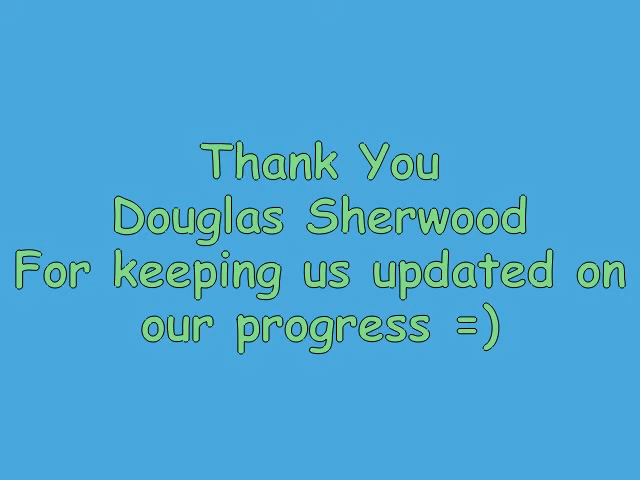 Thank You
Douglas Sherwood
For keeping us updated on
our progress =)